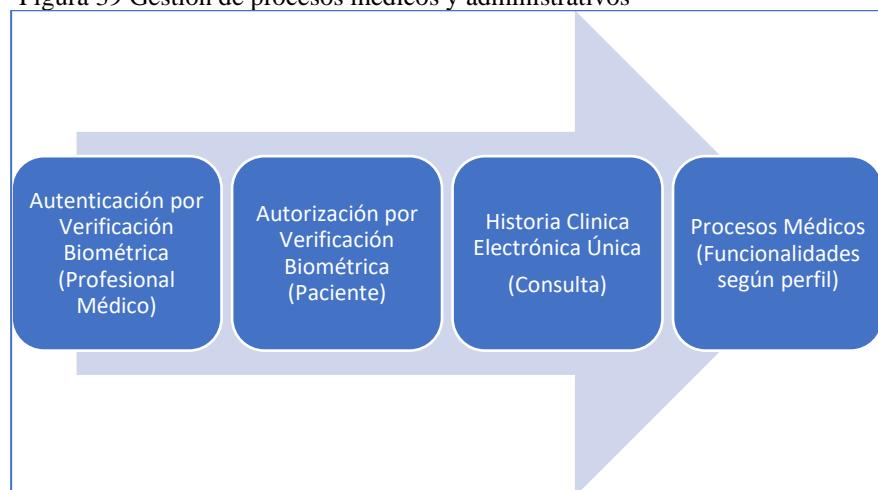 Figura 39 Gestión de procesos médicos y administrativos
Autenticación por
Verificación
Biométrica
(Profesional
Médico)
Autorización por
Verificación
Biométrica
(Paciente)
Historia Clinica
Electrónica Única
(Consulta)
Procesos Médicos
(Funcionalidades
según perfil)